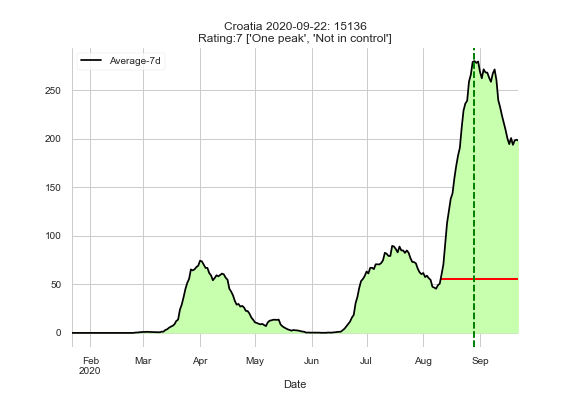 Croatia 2020-09-22: 15136
Rating:7 ['One peak', 'Not in control']
Average-7d
250
200
150
100
50
0
Feb Mar Apr May Jun Jul Aug Sep
2020
Date